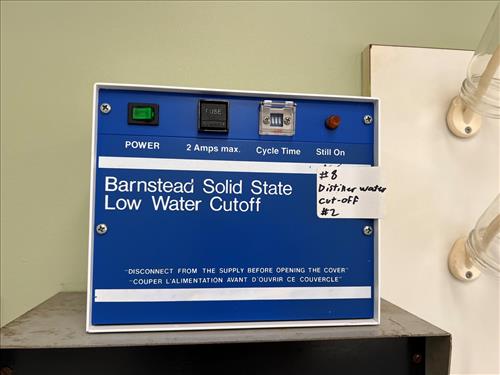 FUSE
POWER
2 Amps max.
Cycle Time
Still On
Barnstead Solid State
Low Water Cutoff
#8
Distiller water
cut-off
#2
"DISCONNECT FROM THE SUPPLY BEFORE OPENING THE COVER"
"COUPER L'ALIMENTATION AVANT D'OUVRIR CE COUVERCLE"